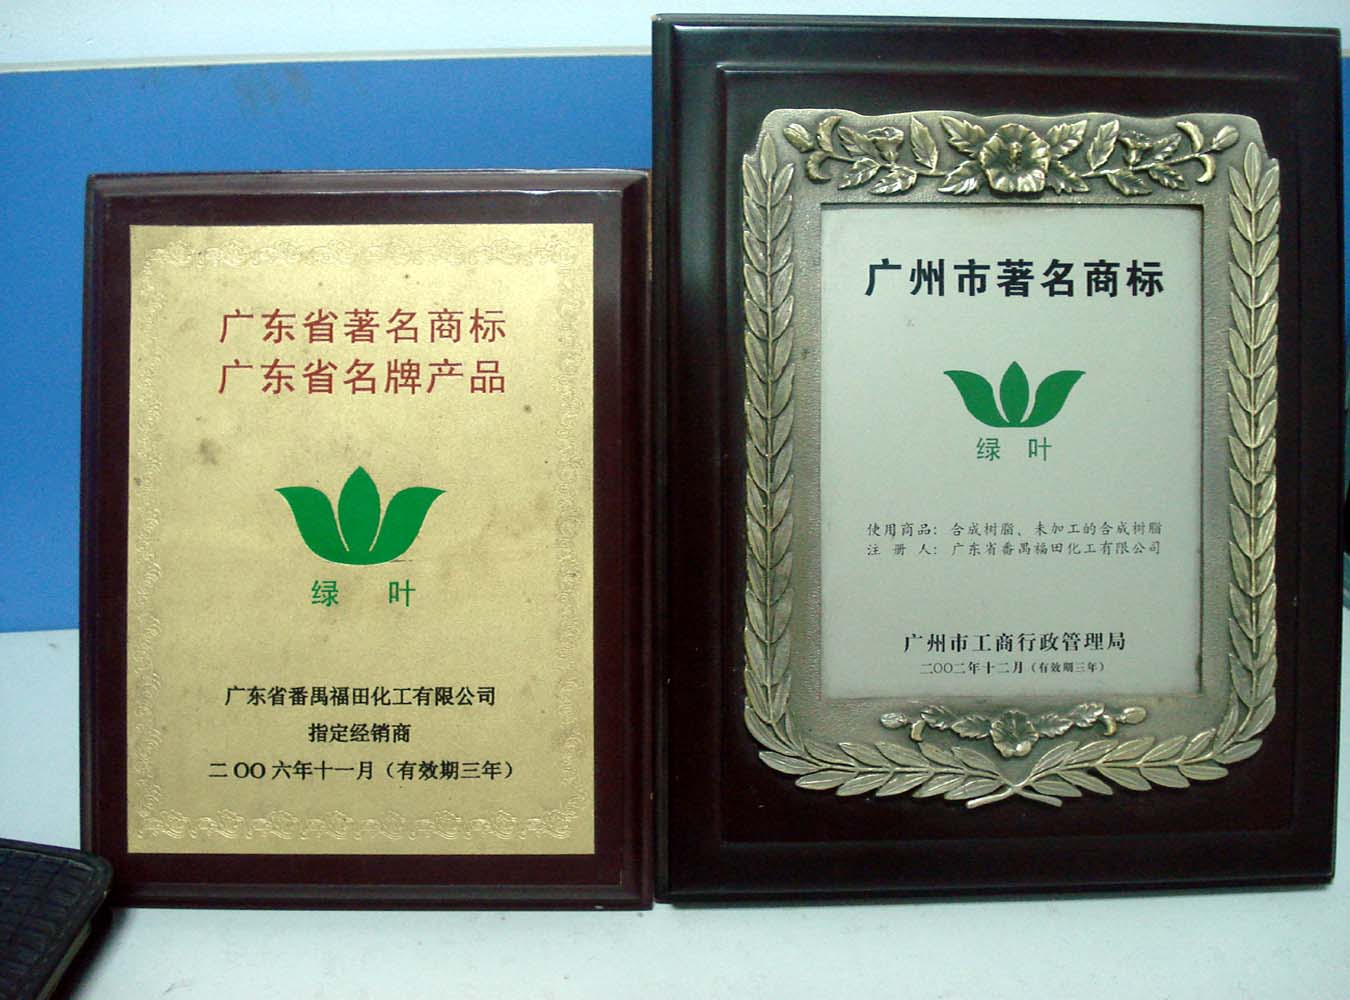 广东省著名商标
广东省名牌产品
绿 叶
广东省番禺福田化工有限公司
指定经销商
二OO六年十一月（有效期三年）
广州市著名商标
绿 叶
使用商品：合成树脂、未加工的合成树脂
注 册 人：广东省番禺福田化工有限公司
广州市工商行政管理局
二OO二年十二月（有效期三年）